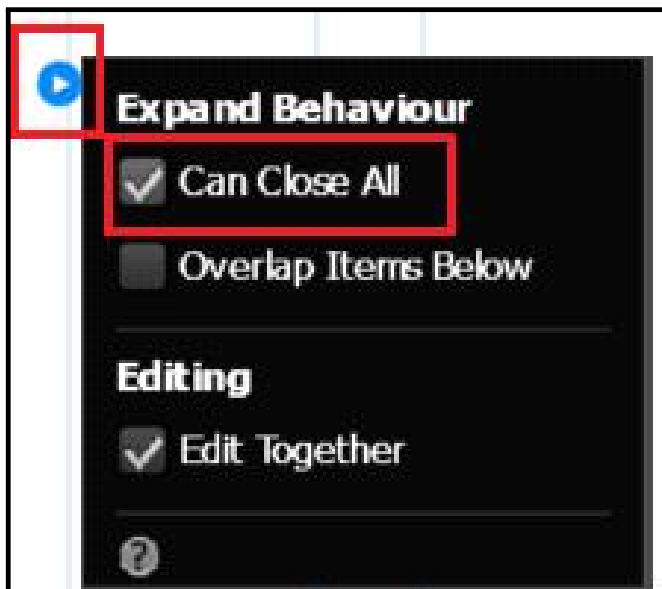 Expand Behaviour
Can Close All
Overlap Items Below
Editing
Edit Together
?